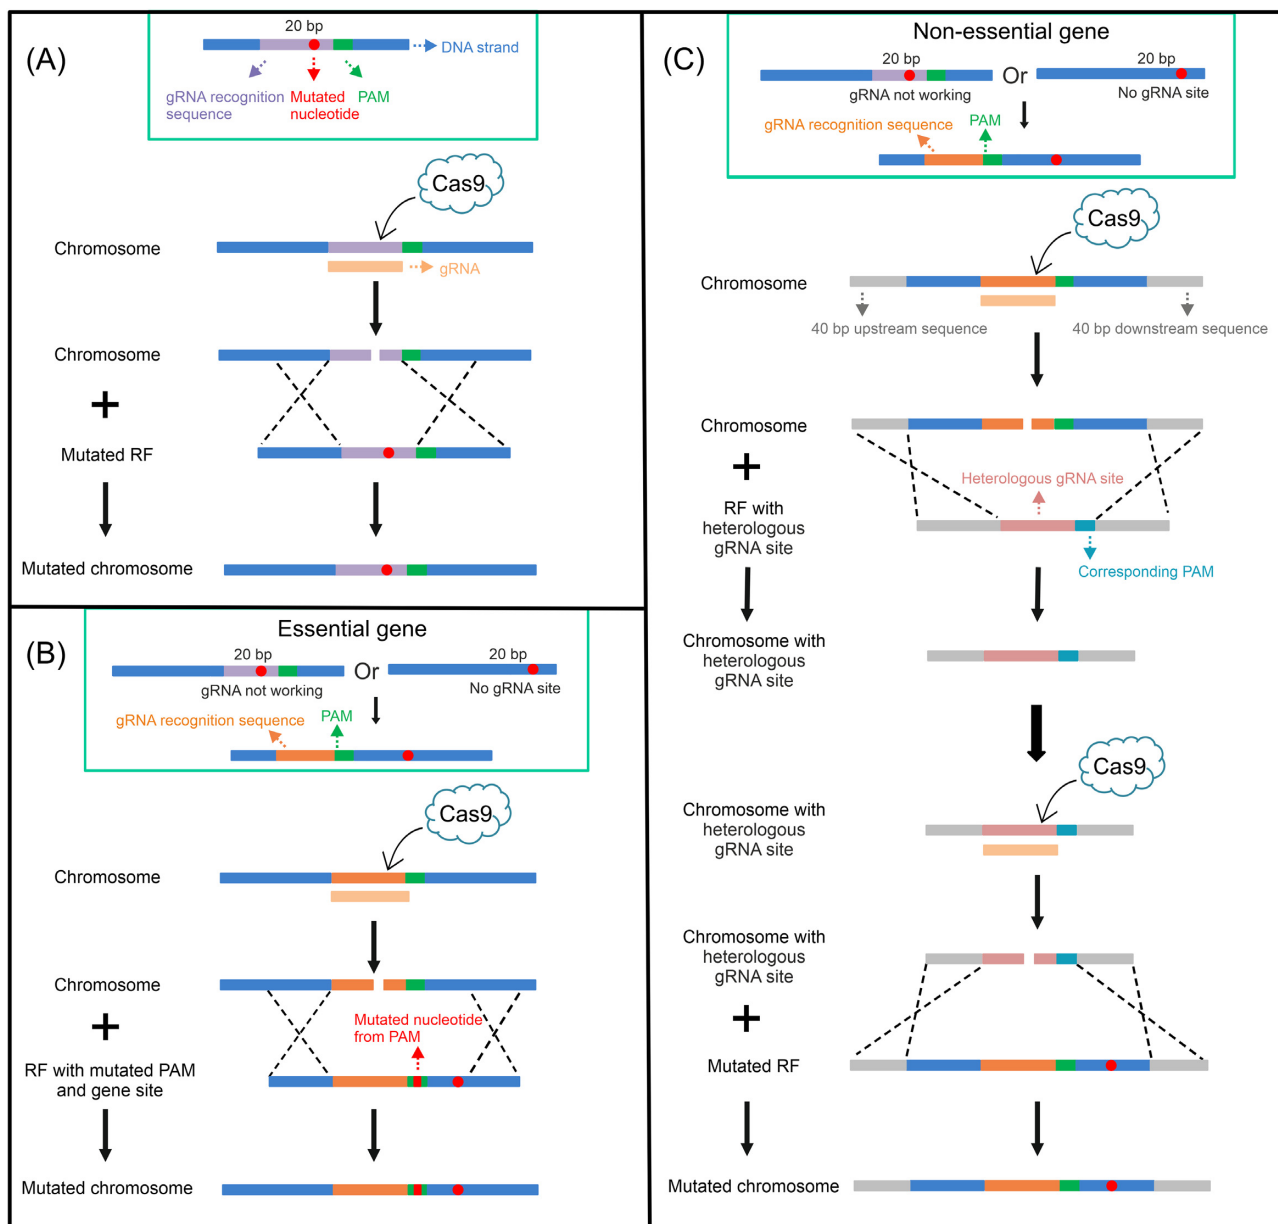 (A)
20 bp
DNA strand
gRNA recognition
sequence
Mutated
nucleotide
PAM
Cas9
Chromosome
gRNA
Chromosome
+
Mutated RF
Mutated chromosome
(B)
Essential gene
20 bp
gRNA not working
Or
20 bp
No gRNA site
gRNA recognition sequence
PAM
Cas9
Chromosome
Chromosome
+
Mutated nucleotide
from PAM
RF with mutated PAM
and gene site
Mutated chromosome
(C)
Non-essential gene
20 bp
gRNA not working
Or
20 bp
No gRNA site
gRNA recognition sequence
PAM
Cas9
Chromosome
40 bp upstream sequence
40 bp downstream sequence
Chromosome
+
Heterologous gRNA site
RF with
heterologous
gRNA site
Corresponding PAM
Chromosome with
heterologous
gRNA site
Cas9
Chromosome with
heterologous
gRNA site
Chromosome with
heterologous
gRNA site
+
Mutated RF
Mutated chromosome